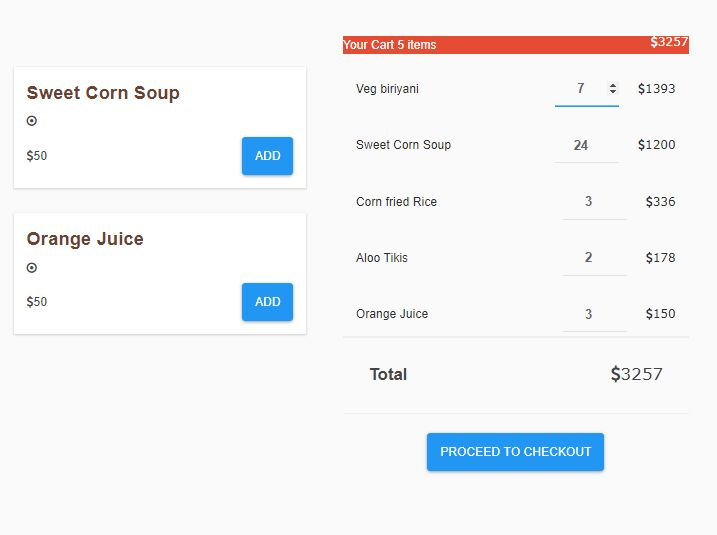 Sweet Corn Soup
$50
ADD
Orange Juice
$50
ADD
Your Cart 5 items $3257
Veg biriyani 7 $1393
Sweet Corn Soup 24 $1200
Corn fried Rice 3 $336
Aloo Tikis 2 $178
Orange Juice 3 $150
Total $3257
PROCEED TO CHECKOUT